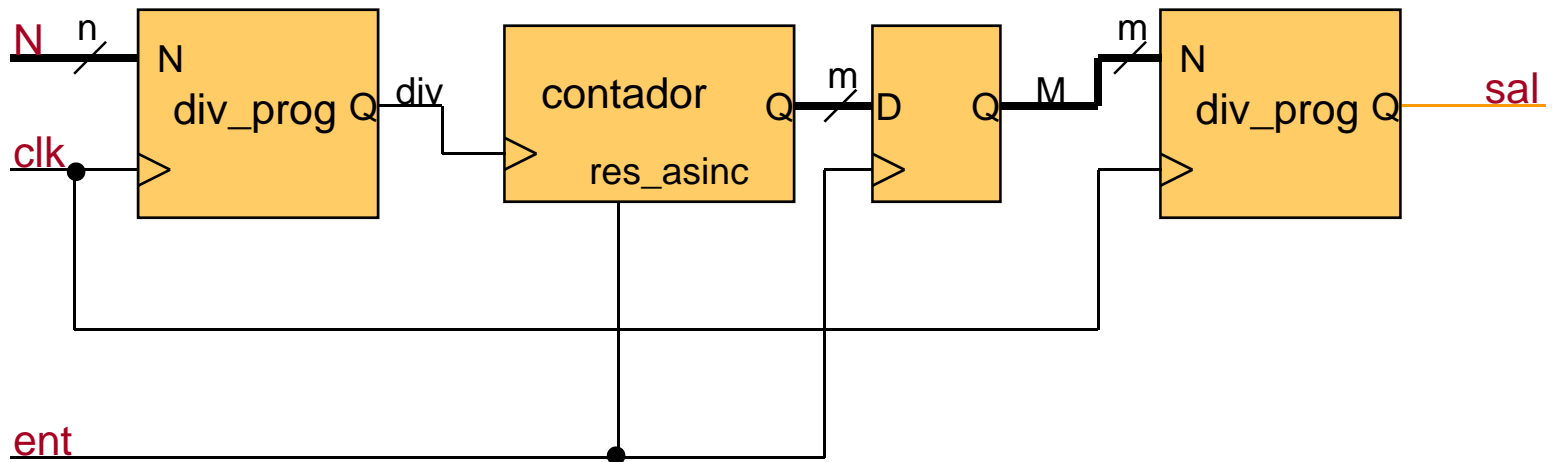 N
n
N
div_prog
Q
div
clk
contador
Q
res_asinc
m
D
Q
M
m
N
div_prog
Q
sal
ent